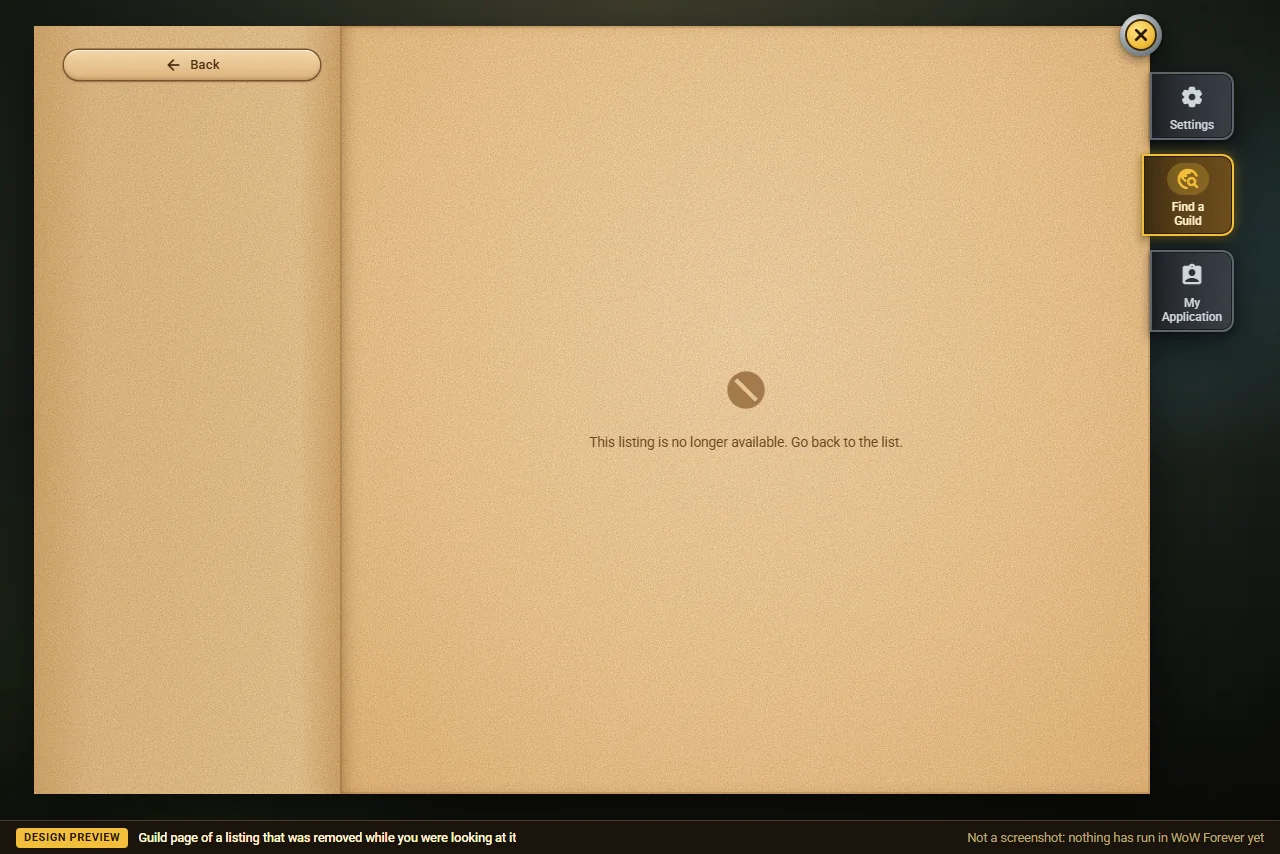 Back
Settings
Find a
Guild
My
Application
This listing is no longer available. Go back to the list.
DESIGN PREVIEW
Guild page of a listing that was removed while you were looking at it
Not a screenshot: nothing has run in WoW Forever yet